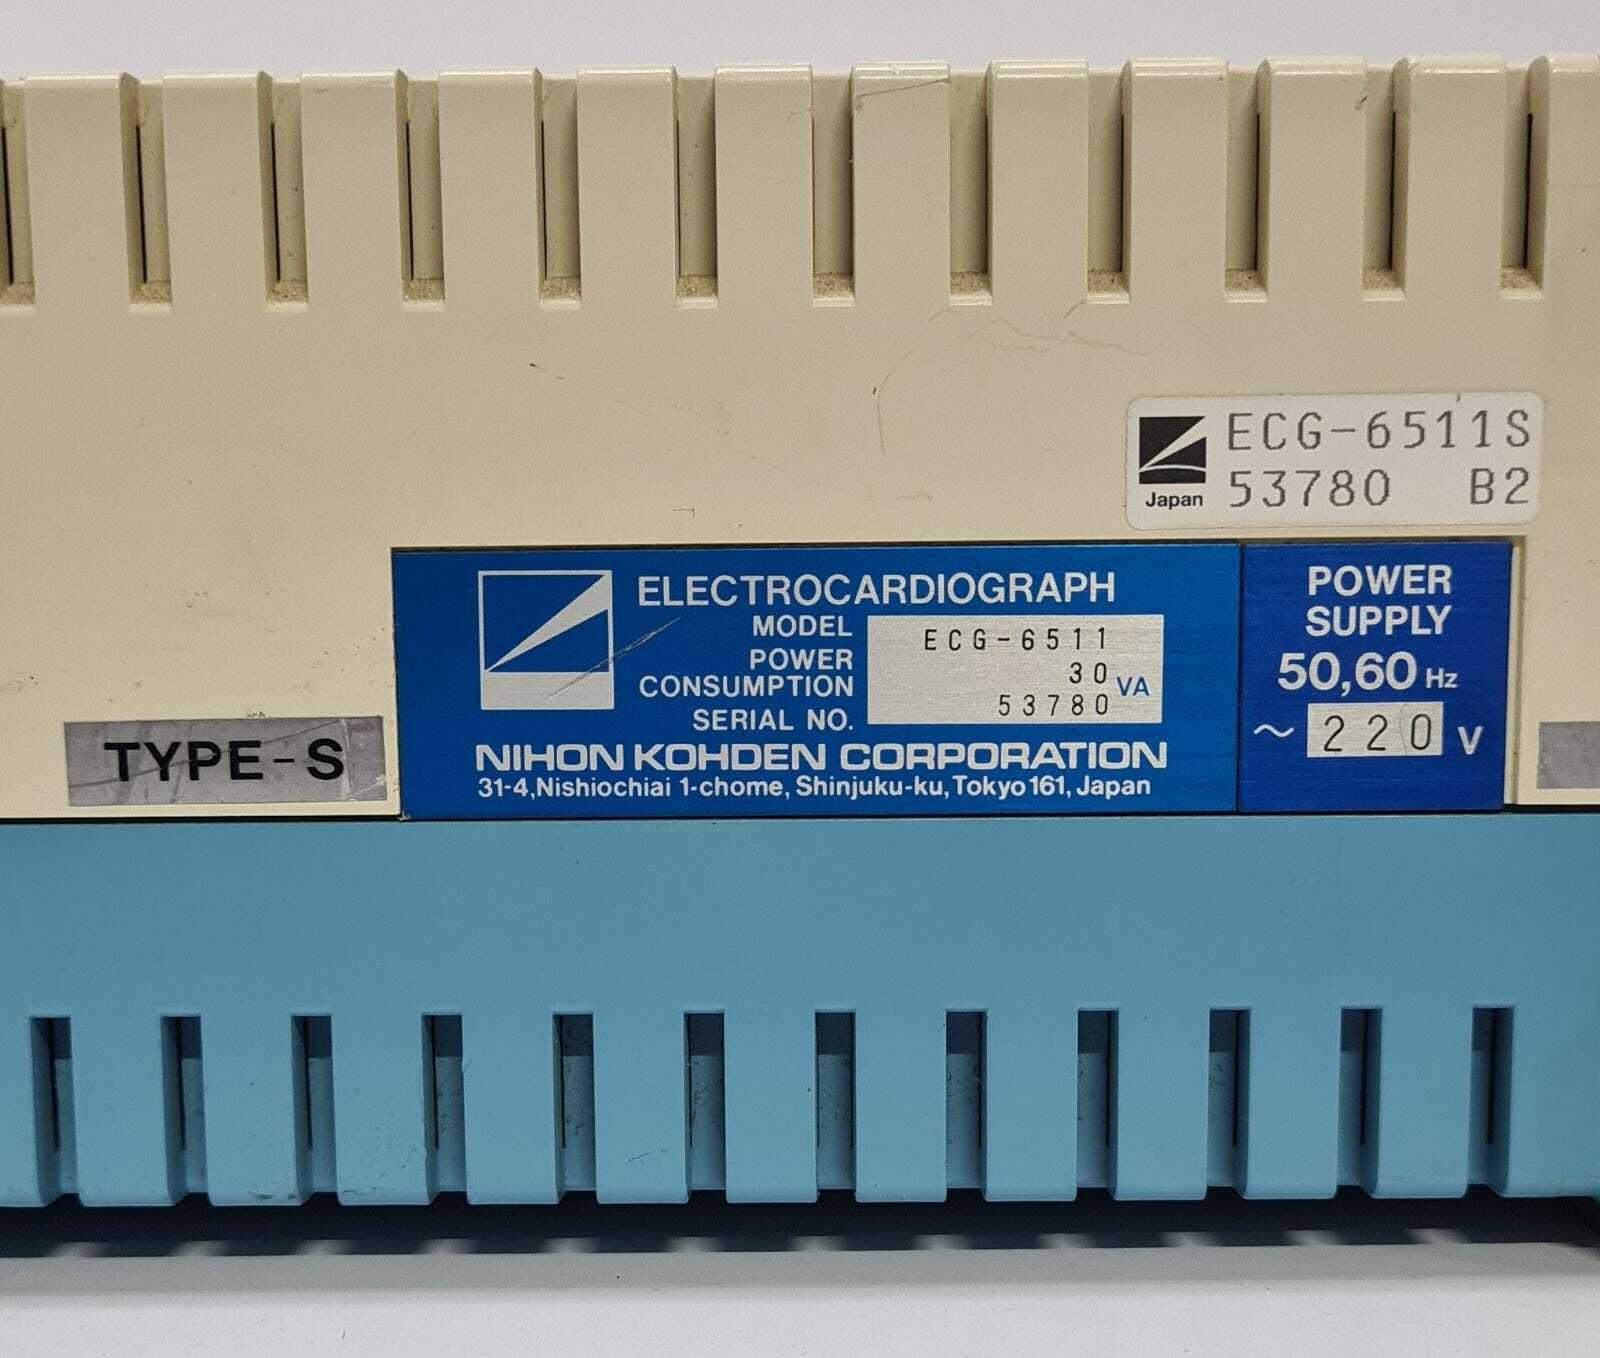 ECG-6511S
53780 B2
Japan
ELECTROCARDIOGRAPH
MODEL ECG-6511
POWER CONSUMPTION 30 VA
SERIAL NO. 53780
NIHON KOHDEN CORPORATION
31-4,Nishiochiai 1-chome, Shinjuku-ku, Tokyo 161, Japan
POWER
SUPPLY
50,60 Hz
~ 220 V
TYPE-S